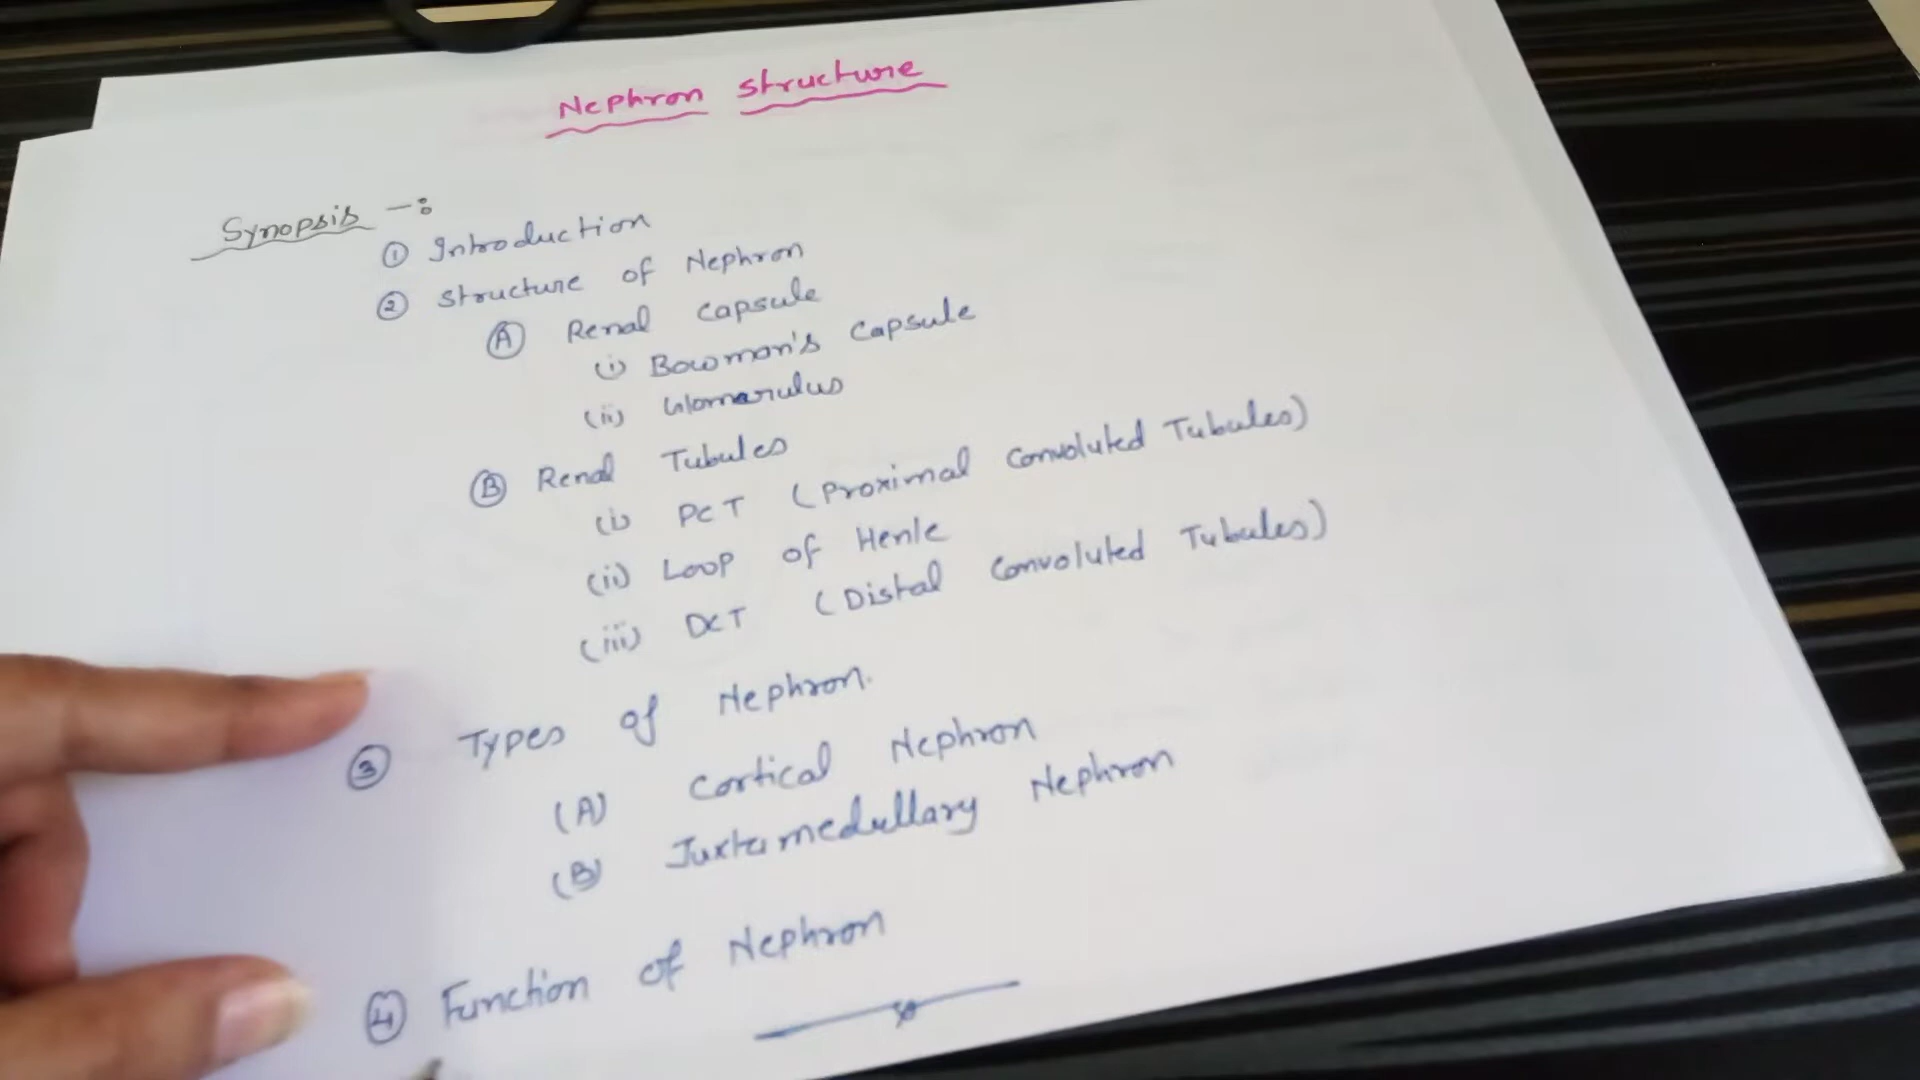 Nephron structure
Synopsis -:
① Introduction
② Structure of Nephron
Ⓐ Renal capsule
(i) Bowman's Capsule
(ii) Glomarulus
Ⓑ Renal Tubules
(i) PCT (Proximal Convoluted Tubules)
(ii) Loop of Henle
(iii) DCT (Distal Convoluted Tubules)
③ Types of Nephron.
(A) Cortical Nephron
(B) Juxtamedullary Nephron
④ Function of Nephron